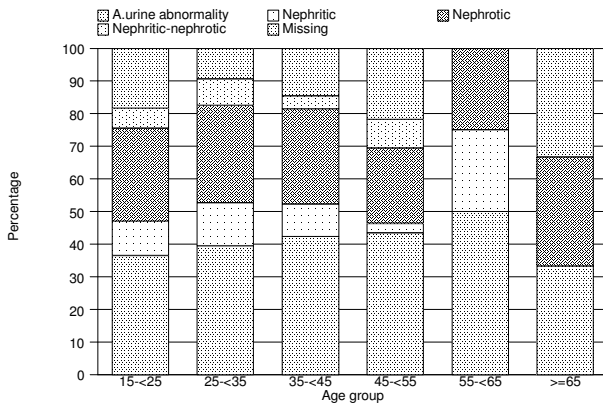 A.urine abnormality Nephritic Nephrotic
Nephritic-nephrotic Missing
100
90
80
70
60
50
40
30
20
10
0
Percentage
15-<25 25-<35 35-<45 45-<55 55-<65 >=65
Age group